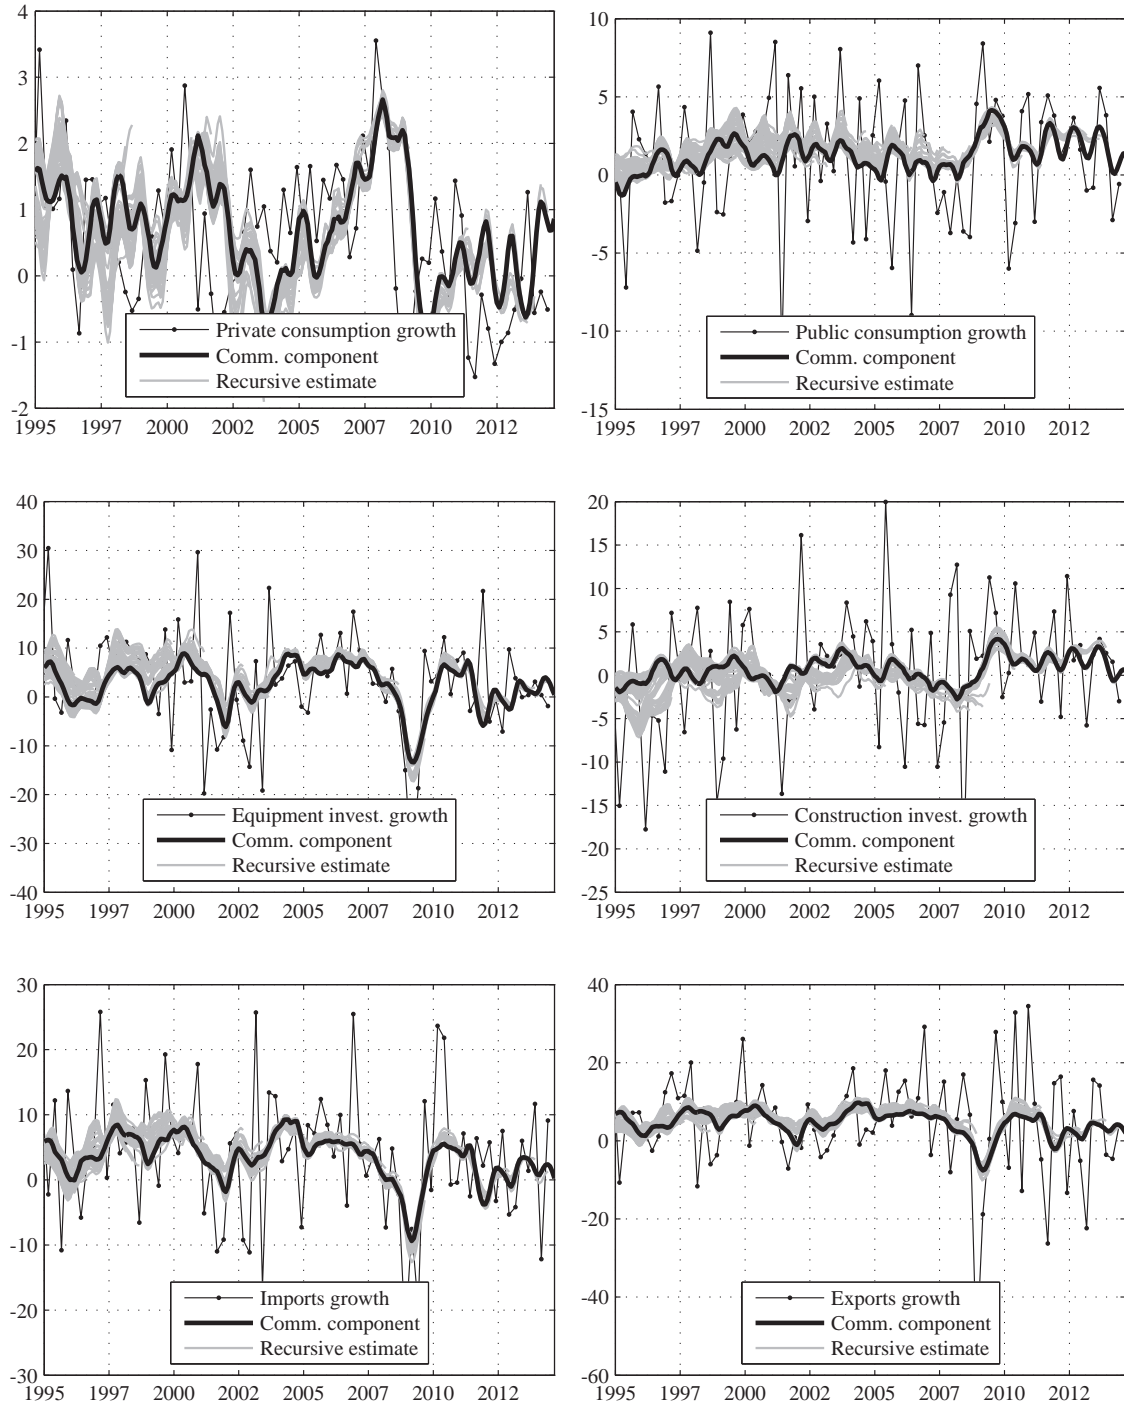 4
3
2
1
0
-1
-2
1995 1997 2000 2002 2005 2007 2010 2012
Private consumption growth
Comm. component
Recursive estimate
10
5
0
-5
-10
-15
1995 1997 2000 2002 2005 2007 2010 2012
Public consumption growth
Comm. component
Recursive estimate
40
30
20
10
0
-10
-20
-30
-40
1995 1997 2000 2002 2005 2007 2010 2012
Equipment invest. growth
Comm. component
Recursive estimate
20
15
10
5
0
-5
-10
-15
-20
-25
1995 1997 2000 2002 2005 2007 2010 2012
Construction invest. growth
Comm. component
Recursive estimate
30
20
10
0
-10
-20
-30
1995 1997 2000 2002 2005 2007 2010 2012
Imports growth
Comm. component
Recursive estimate
40
20
0
-20
-40
-60
1995 1997 2000 2002 2005 2007 2010 2012
Exports growth
Comm. component
Recursive estimate